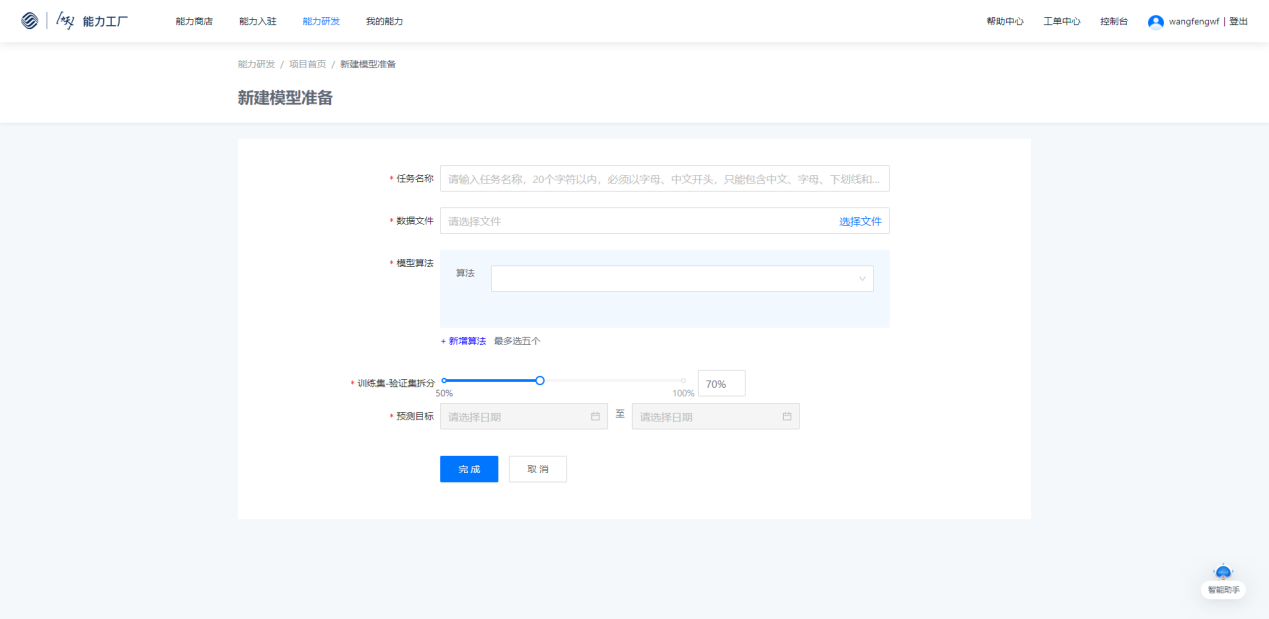 能力工厂 能力商店 能力入驻 能力研发 我的能力 帮助中心 工单中心 控制台 wangfengwf | 登出
能力研发 / 项目首页 / 新建模型准备
新建模型准备
* 任务名称 请输入任务名称，20个字符以内，必须以字母、中文开头，只能包含中文、字母、下划线和...
* 数据文件 请选择文件 选择文件
* 模型算法
算法
+ 新增算法 最多选五个
* 训练集-验证集拆分 70%
50% 100%
* 预测目标 请选择日期 至 请选择日期
完成 取消
智能助手